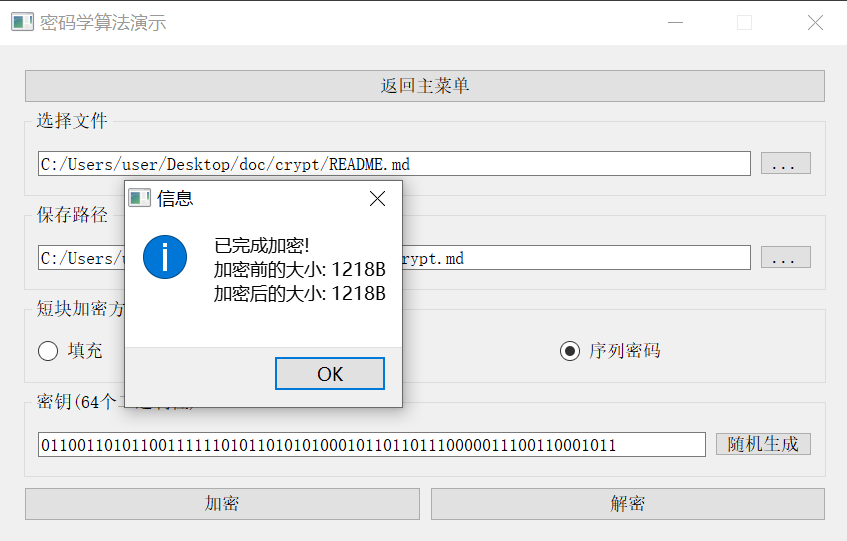 密码学算法演示
返回主菜单
选择文件
C:/Users/user/Desktop/doc/crypt/README.md
...
信息
保存路径
已完成加密!
加密前的大小: 1218B
加密后的大小: 1218B
C:/Users/
crypt.md
...
短块加密方
填充
序列密码
OK
密钥(64个
0110011010110011111101011010101000101101101110000011100110001011
随机生成
加密
解密